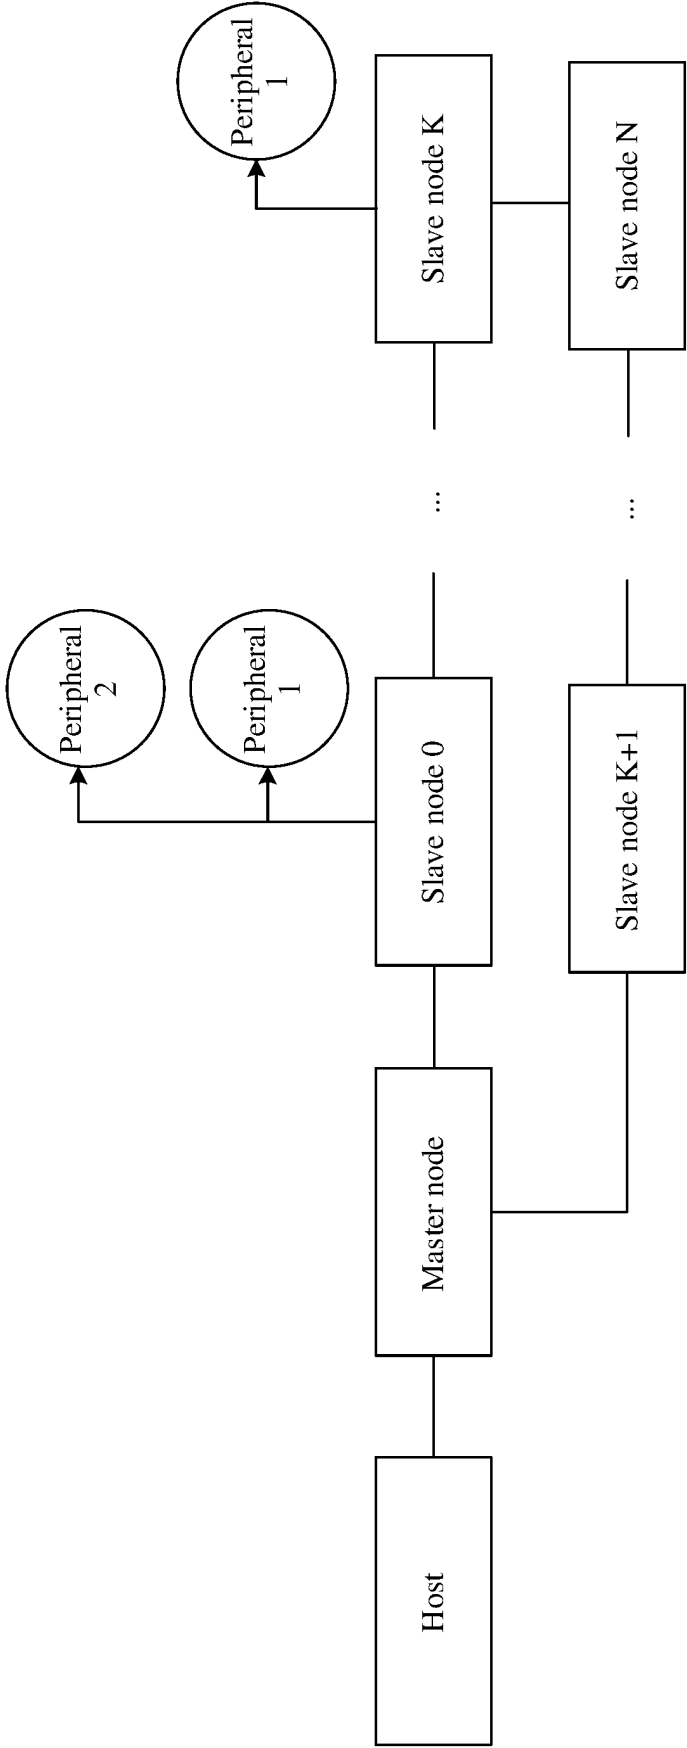 Peripheral
2
Peripheral
1
Peripheral
1
Host
Master node
Slave node 0
...
Slave node K
Slave node K+1
...
Slave node N